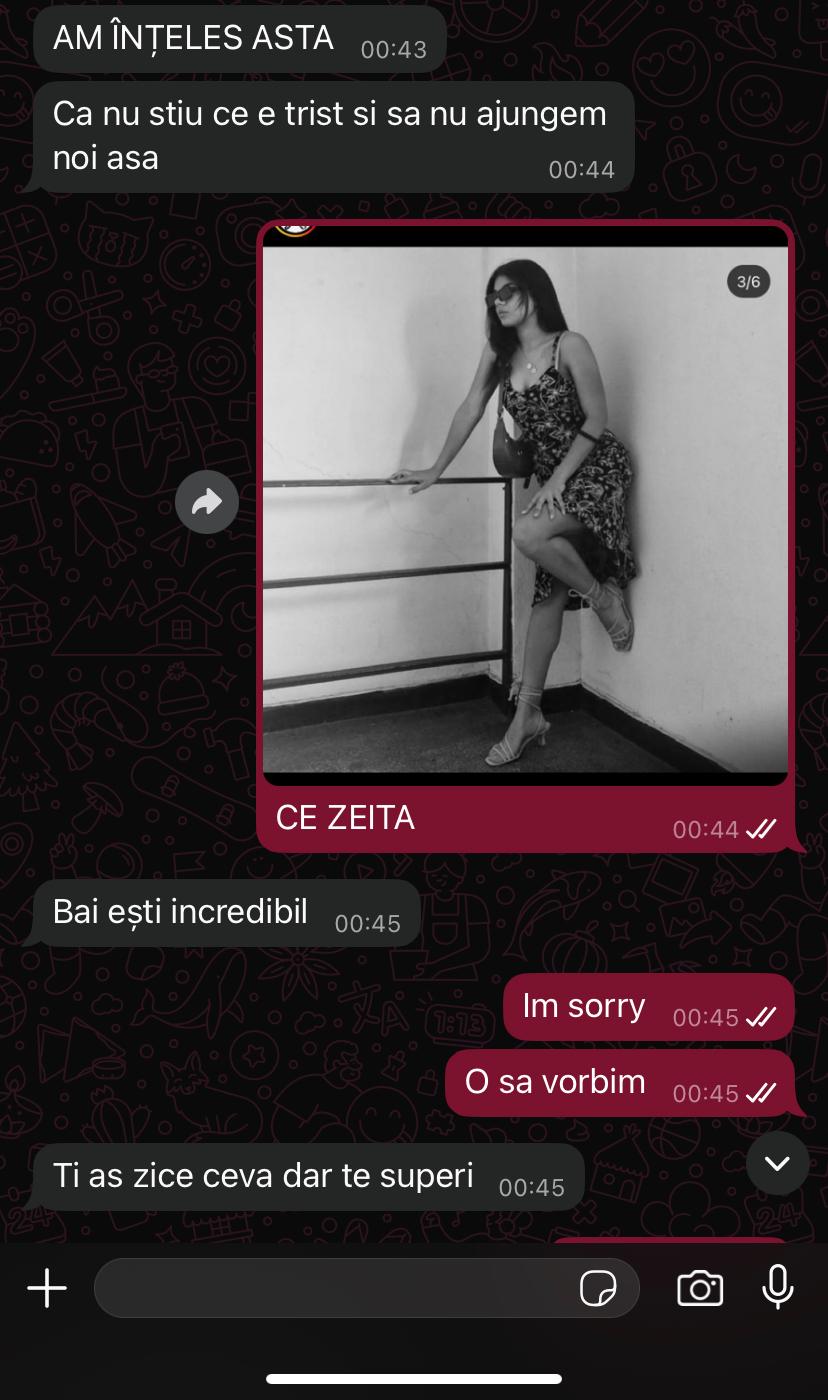 AM ÎNȚELES ASTA 00:43
Ca nu stiu ce e trist si sa nu ajungem
noi asa 00:44
3/6
CE ZEITA 00:44
Bai ești incredibil 00:45
Im sorry 00:45
O sa vorbim 00:45
Ti as zice ceva dar te superi 00:45